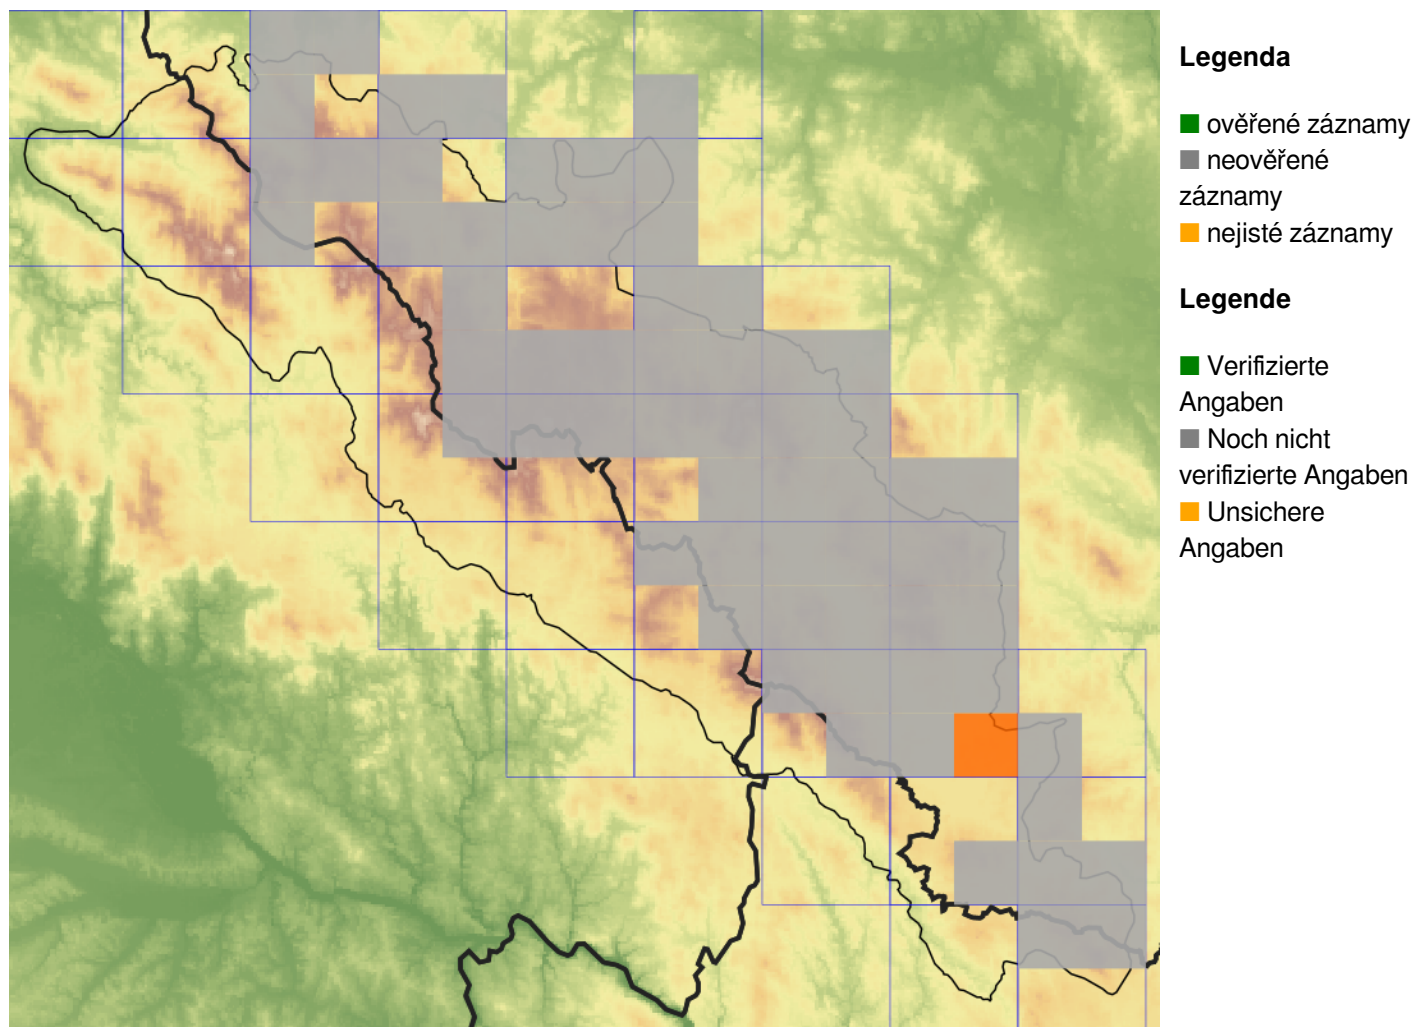 Legenda
ověřené záznamy
neověřené
záznamy
nejisté záznamy
Legende
Verifizierte
Angaben
Noch nicht
verifizierte Angaben
Unsichere
Angaben